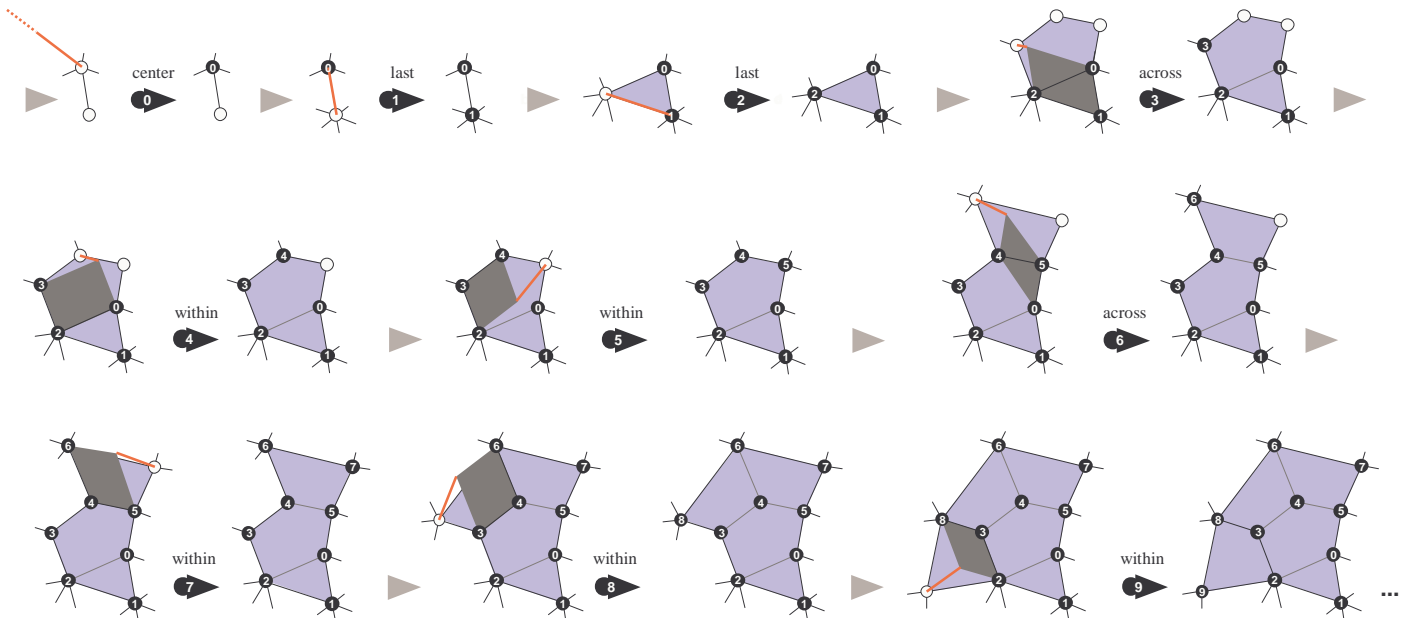 3
0 0 0 0 0 0 0
center last last across
0 1 2 2 2 3 2
1 1 1 1 1
6
4 4 4 4 4
5 5 5
3 3 3 3 3 3
0 0 0 0 0 0
within within across
2 4 2 2 5 2 2 6 2
1 1 1 1 1 1
6 6 6 6 6 6
7 7 7 7 7
4 4 4 4 4 4
5 5 5 5 5 5
8 8 8
3 3 3 3 3 3
0 0 0 0 0 0
within within within
2 7 2 2 8 2 2 9 2
9
1 1 1 1 1 1 ...